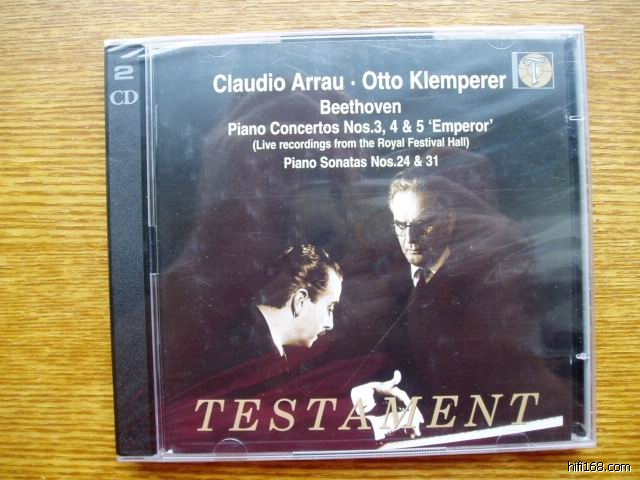 2
CD
Claudio Arrau · Otto Klemperer
Beethoven
Piano Concertos Nos.3, 4 & 5 ‘Emperor’
(Live recordings from the Royal Festival Hall)
Piano Sonatas Nos.24 & 31
TESTAMENT
hifi168.com